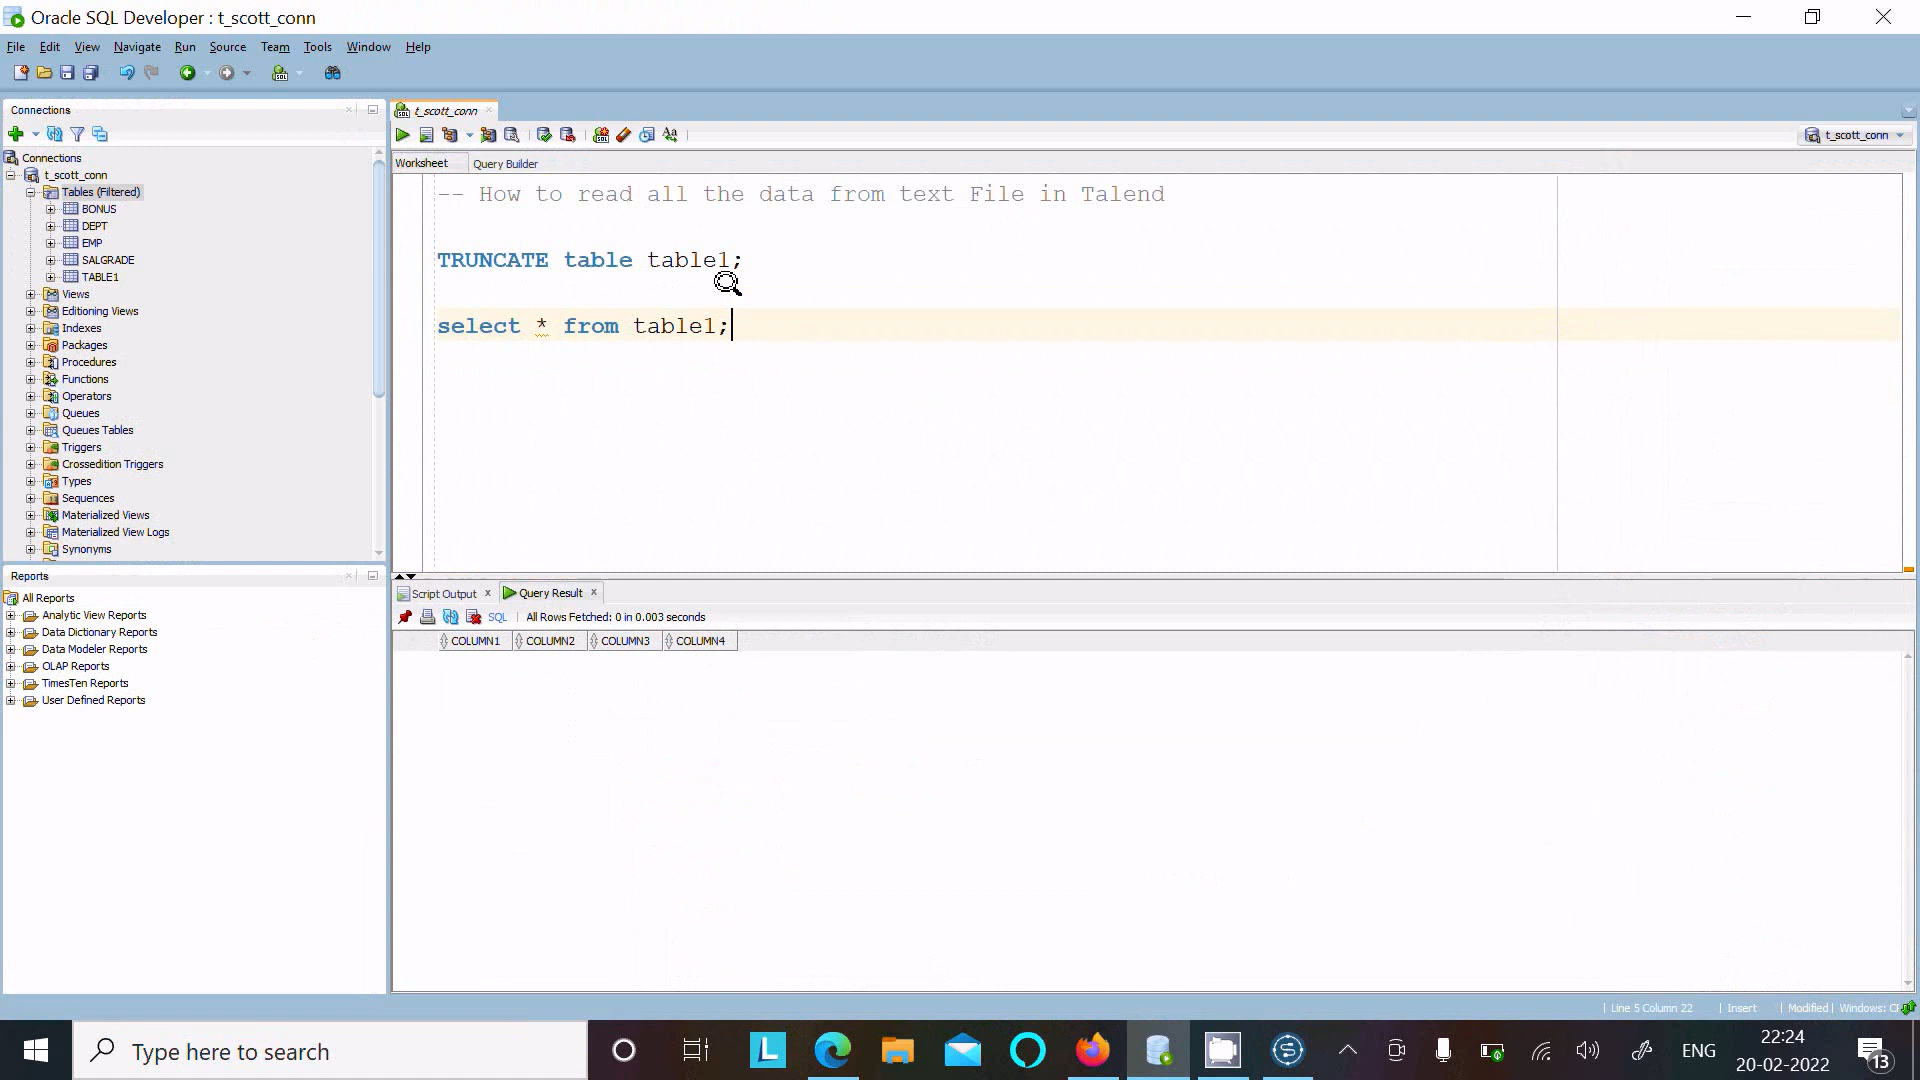 Oracle SQL Developer : t_scott_conn
File Edit View Navigate Run Source Team Tools Window Help
Connections
t_scott_conn
t_scott_conn
Worksheet Query Builder
Connections
t_scott_conn
Tables (Filtered)
BONUS
DEPT
EMP
SALGRADE
TABLE1
Views
Editioning Views
Indexes
Packages
Procedures
Functions
Operators
Queues
Queues Tables
Triggers
Crossedition Triggers
Types
Sequences
Materialized Views
Materialized View Logs
Synonyms
-- How to read all the data from text File in Talend
TRUNCATE table table1;
select * from table1;
Reports
All Reports
Analytic View Reports
Data Dictionary Reports
Data Modeler Reports
OLAP Reports
TimesTen Reports
User Defined Reports
Script Output Query Result
SQL All Rows Fetched: 0 in 0.003 seconds
COLUMN1 COLUMN2 COLUMN3 COLUMN4
Line 5 Column 22 Insert Modified Windows:
Type here to search
L
ENG
22:24
20-02-2022
13